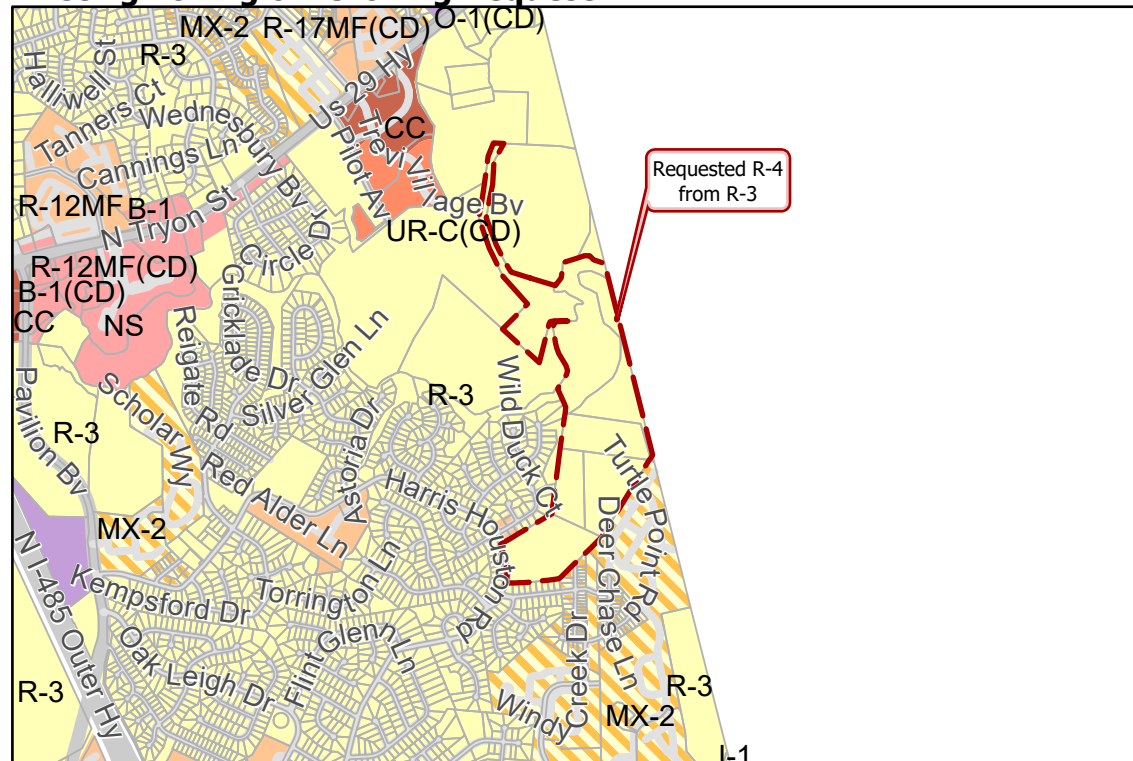 MX-2
R-17MF(CD)
O-1(CD)
R-3
Halliwell St
Tanners Ct
Wednesbury Bv
Cannings Ln
Us 29 Hy
CC
Trevi Village Bv
Pilot Av
UR-C(CD)
R-12MF
B-1
N Tryon St
Circle Dr
R-12MF(CD)
B-1(CD)
CC
NS
Gricklade Dr
Reigate Rd
Silver Glen Ln
Requested R-4
from R-3
Pavilion Bv
Scholar Wy
R-3
R-3
Wild Duck Ct
Astoria Dr
Red Alder Ln
Harris Houston Rd
Turtle Point Rd
Deer Chase Ln
MX-2
N I-485 Outer Hy
Kempsford Dr
Torrington Ln
Flint Glenn Ln
Oak Leigh Dr
Windy Creek Dr
R-3
R-3
MX-2
I-1